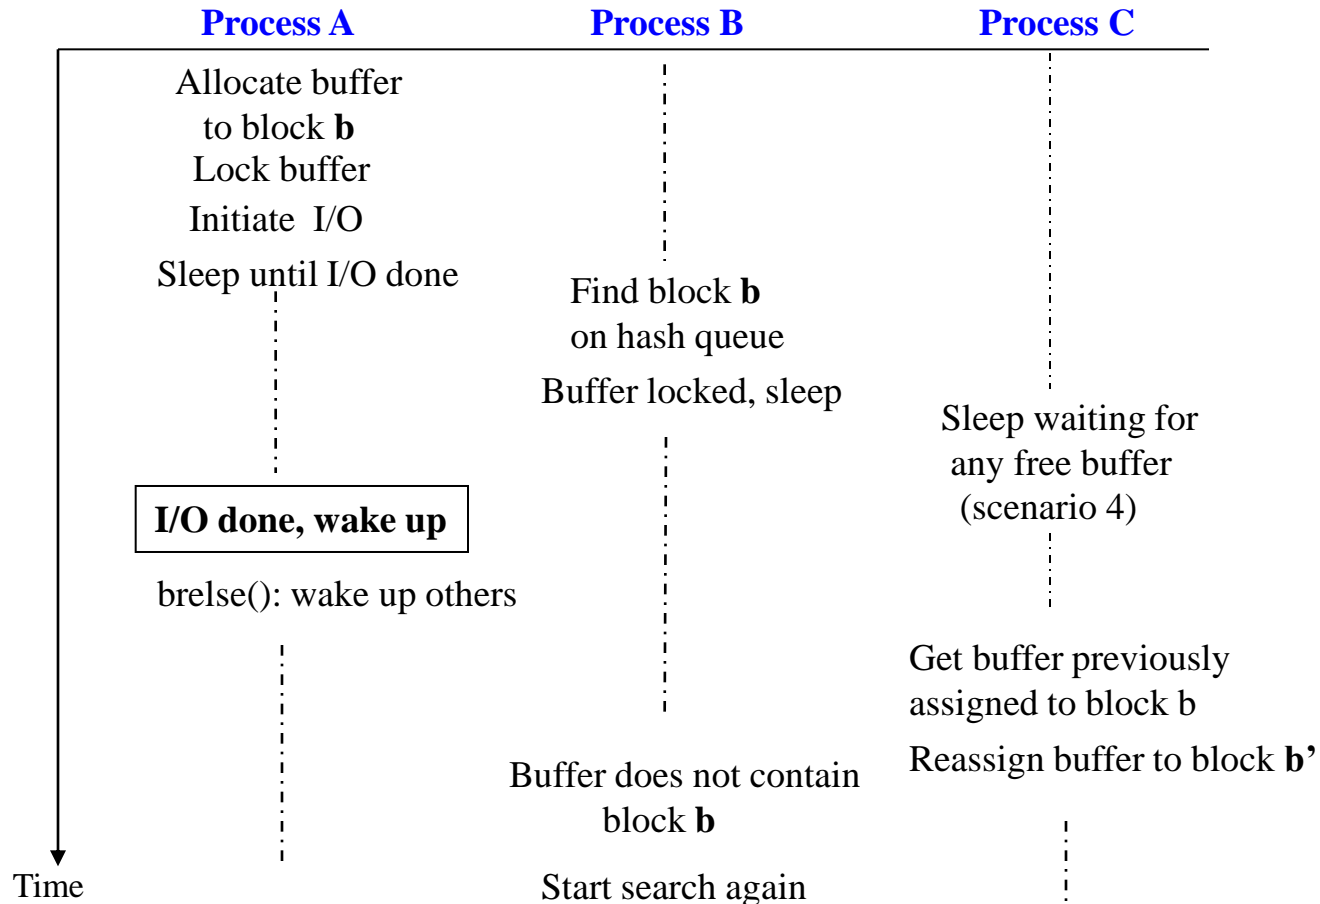 Process A
Process B
Process C
Allocate buffer
to block b
Lock buffer
Initiate I/O
Sleep until I/O done
Find block b
on hash queue
Buffer locked, sleep
Sleep waiting for
any free buffer
(scenario 4)
I/O done, wake up
brelse(): wake up others
Get buffer previously
assigned to block b
Reassign buffer to block b’
Buffer does not contain
block b
Start search again
Time